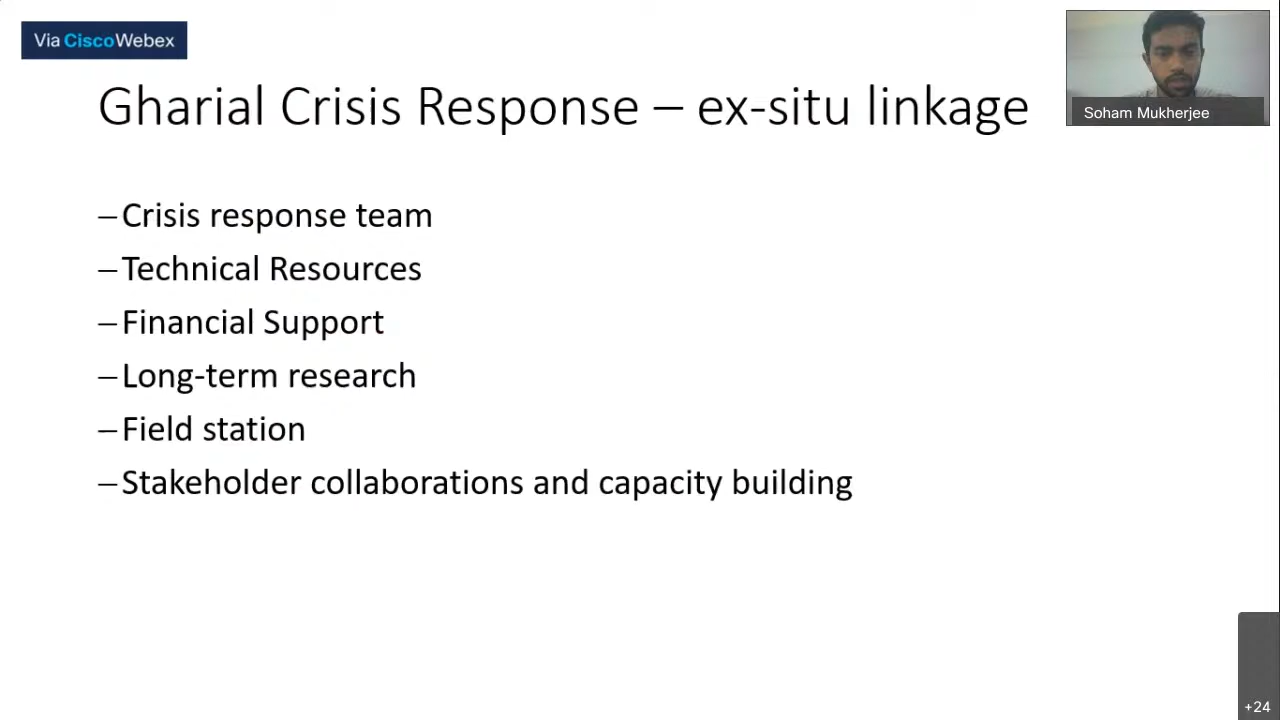 Via CiscoWebex
Gharial Crisis Response – ex-situ linkage
Soham Mukherjee
–Crisis response team
–Technical Resources
–Financial Support
–Long-term research
–Field station
–Stakeholder collaborations and capacity building
+24